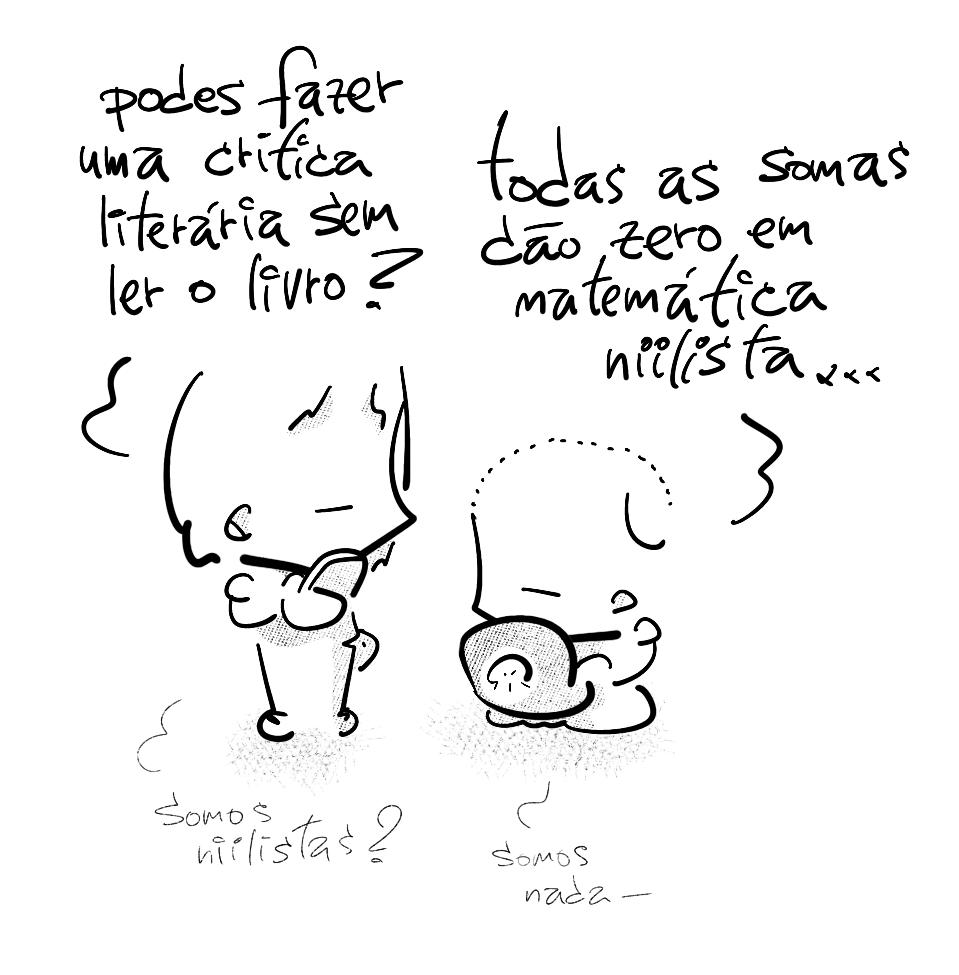 podes fazer
uma crítica
literária sem
ler o livro?
todas as somas
dão zero em
matemática
niilista...
somos
niilistas?
somos
nada—